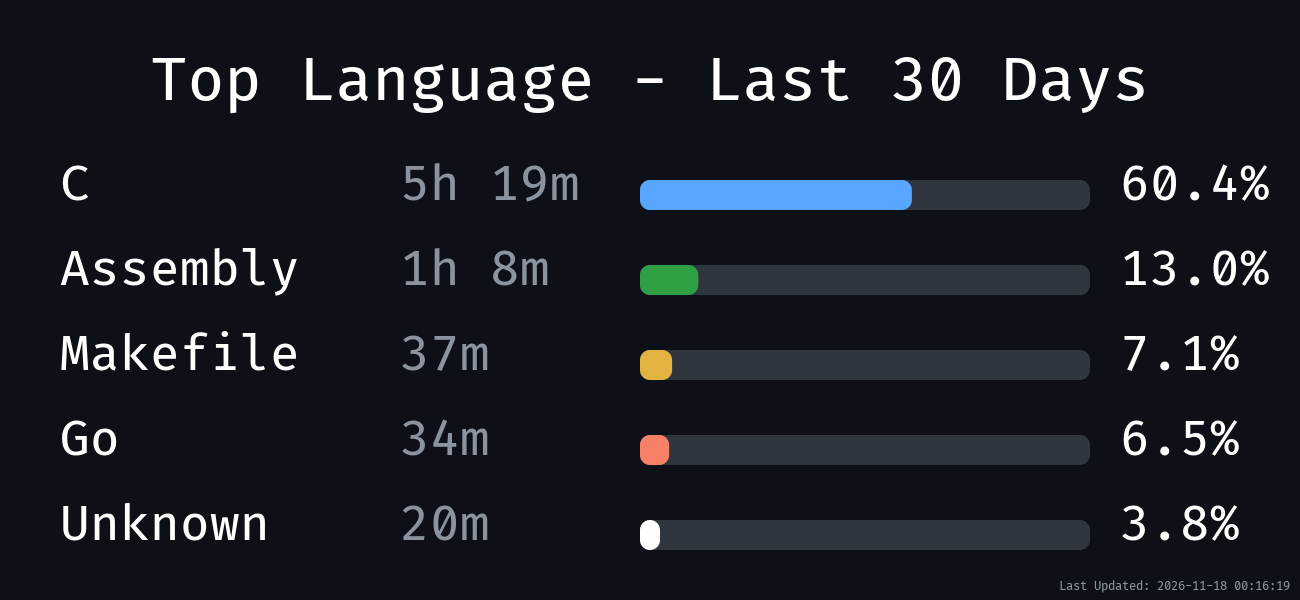 Top Language - Last 30 Days
C 5h 19m 60.4%
Assembly 1h 8m 13.0%
Makefile 37m 7.1%
Go 34m 6.5%
Unknown 20m 3.8%
Last Updated: 2026-11-18 00:16:19